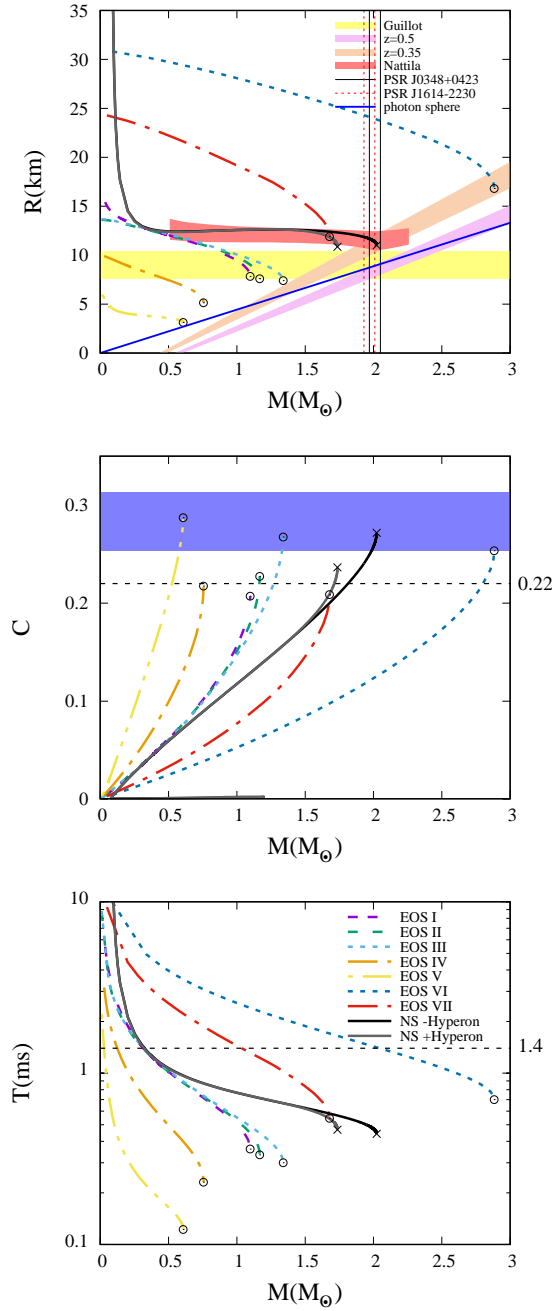 35
30
25
20
15
10
5
0
R(km)
Guillot
z=0.5
z=0.35
Nattila
PSR J0348+0423
PSR J1614-2230
photon sphere
0 0.5 1 1.5 2 2.5 3
M(M⊙)
0.3
0.2
0.1
0
C
0.22
0 0.5 1 1.5 2 2.5 3
M(M⊙)
10
1
0.1
T(ms)
EOS I
EOS II
EOS III
EOS IV
EOS V
EOS VI
EOS VII
NS -Hyperon
NS +Hyperon
1.4
0 0.5 1 1.5 2 2.5 3
M(M⊙)